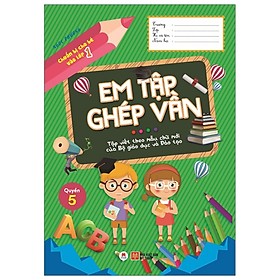 Chuẩn bị cho bé
vào lớp 1
Trường:
Lớp:
Họ và tên:
Năm học:
EM TẬP
GHÉP VẦN
Tập viết theo mẫu chữ mới
của Bộ giáo dục và Đào tạo
Quyển
5
A
B
C